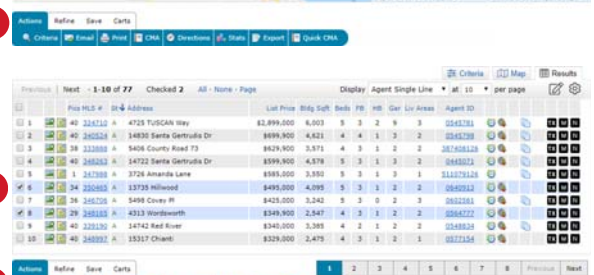 Actions Refine Save Carts
Criteria Email Print CMA Directions Stats Export Quick CMA
Criteria Map Results
Previous Next · 1-10 of 77 Checked 2 All · None · Page Display Agent Single Line at 10 per page
Pics MLS # St Address List Price Bldg Sqft Beds FB HB Gar Liv Areas Agent ID
1 40 324710 A 4725 TUSCAN Way $2,899,000 6,003 5 3 2 9 3 0545781
2 40 340524 A 14830 Santa Gertrudis Dr $699,900 4,621 4 4 1 3 2 0545798
3 38 333888 A 5406 County Road 73 $629,900 3,571 4 3 1 2 2 387408126
4 40 348263 A 14722 Santa Gertrudis Dr $599,900 4,578 5 3 1 2 2 0445071
5 1 347988 A 3726 Amanda Lane $585,000 3,550 5 3 1 3 1 511079126
6 34 350465 A 13735 Hillwood $495,000 4,095 5 3 1 2 2 0640913
7 36 346706 A 5498 Covey Pl $425,000 3,242 5 3 0 2 3 0602561
8 29 348165 A 4313 Wordsworth $349,900 2,547 4 3 1 2 2 0564777
9 40 339190 A 14742 Red River $340,000 3,385 4 2 1 2 2 0548834
10 40 348997 A 15317 Chianti $329,000 2,475 4 3 1 2 1 0577154
Actions Refine Save Carts 1 2 3 4 5 6 7 8 Previous Next